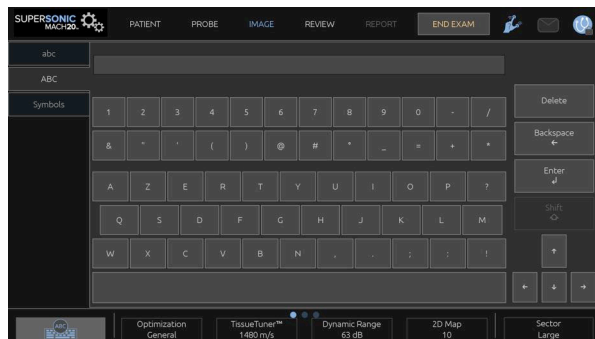 SUPERSONIC
MACH20.
PATIENT PROBE IMAGE REVIEW REPORT END EXAM
abc
ABC
Symbols
1 2 3 4 5 6 7 8 9 0 - /
Delete
& " ' ( ) @ # * _ = + *
Backspace
←
A Z E R T Y U I O P ?
Enter
↲
Q S D F G H J K L M
Shift
W X C V B N , . ; : !
↑
← ↓ →
ABC
Optimization
General
TissueTuner™
1480 m/s
Dynamic Range
63 dB
2D Map
10
Sector
Large